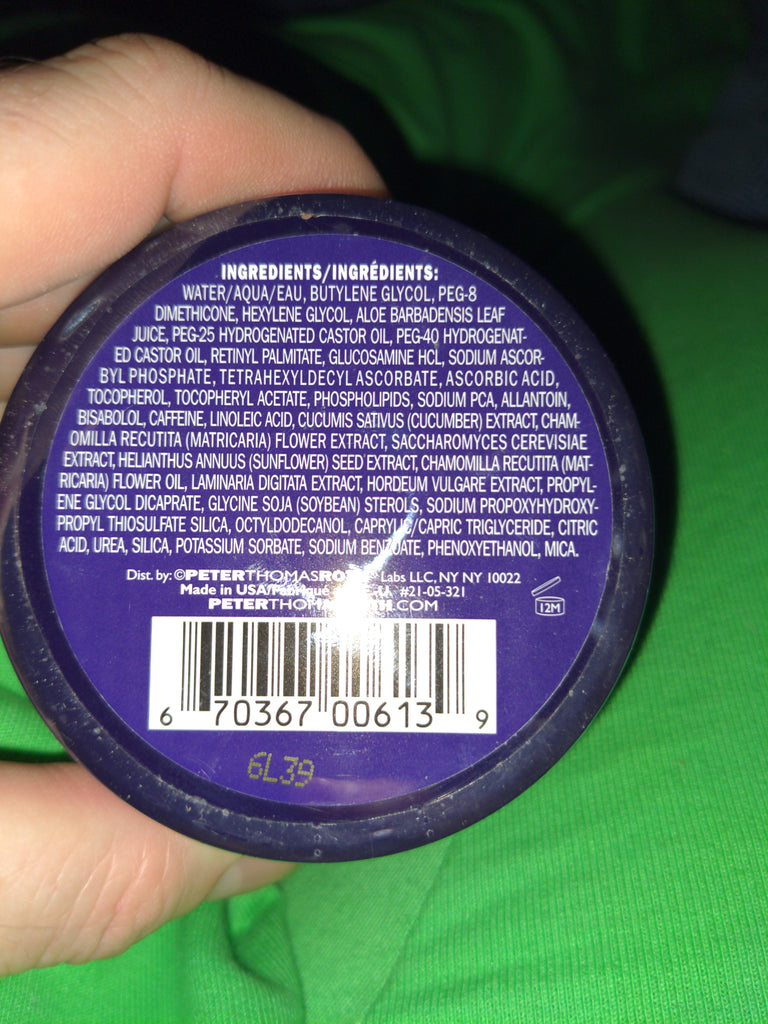 INGREDIENTS/INGRÉDIENTS:
WATER/AQUA/EAU, BUTYLENE GLYCOL, PEG-8
DIMETHICONE, HEXYLENE GLYCOL, ALOE BARBADENSIS LEAF
JUICE, PEG-25 HYDROGENATED CASTOR OIL, PEG-40 HYDROGENAT-
ED CASTOR OIL, RETINYL PALMITATE, GLUCOSAMINE HCL, SODIUM ASCOR-
BYL PHOSPHATE, TETRAHEXYLDECYL ASCORBATE, ASCORBIC ACID,
TOCOPHEROL, TOCOPHERYL ACETATE, PHOSPHOLIPIDS, SODIUM PCA, ALLANTOIN,
BISABOLOL, CAFFEINE, LINOLEIC ACID, CUCUMIS SATIVUS (CUCUMBER) EXTRACT, CHAM-
OMILLA RECUTITA (MATRICARIA) FLOWER EXTRACT, SACCHAROMYCES CEREVISIAE
EXTRACT, HELIANTHUS ANNUUS (SUNFLOWER) SEED EXTRACT, CHAMOMILLA RECUTITA (MAT-
RICARIA) FLOWER OIL, LAMINARIA DIGITATA EXTRACT, HORDEUM VULGARE EXTRACT, PROPYL-
ENE GLYCOL DICAPRATE, GLYCINE SOJA (SOYBEAN) STEROLS, SODIUM PROPOXYHYDROXY-
PROPYL THIOSULFATE SILICA, OCTYLDODECANOL, CAPRYLIC/CAPRIC TRIGLYCERIDE, CITRIC
ACID, UREA, SILICA, POTASSIUM SORBATE, SODIUM BENZOATE, PHENOXYETHANOL, MICA.
Dist. by: ©PETERTHOMASROTH Labs LLC, NY NY 10022
Made in USA/Fabriqué #21-05-321
PETERTHOMASROTH.COM
12M
6 70367 00613 9
6L39